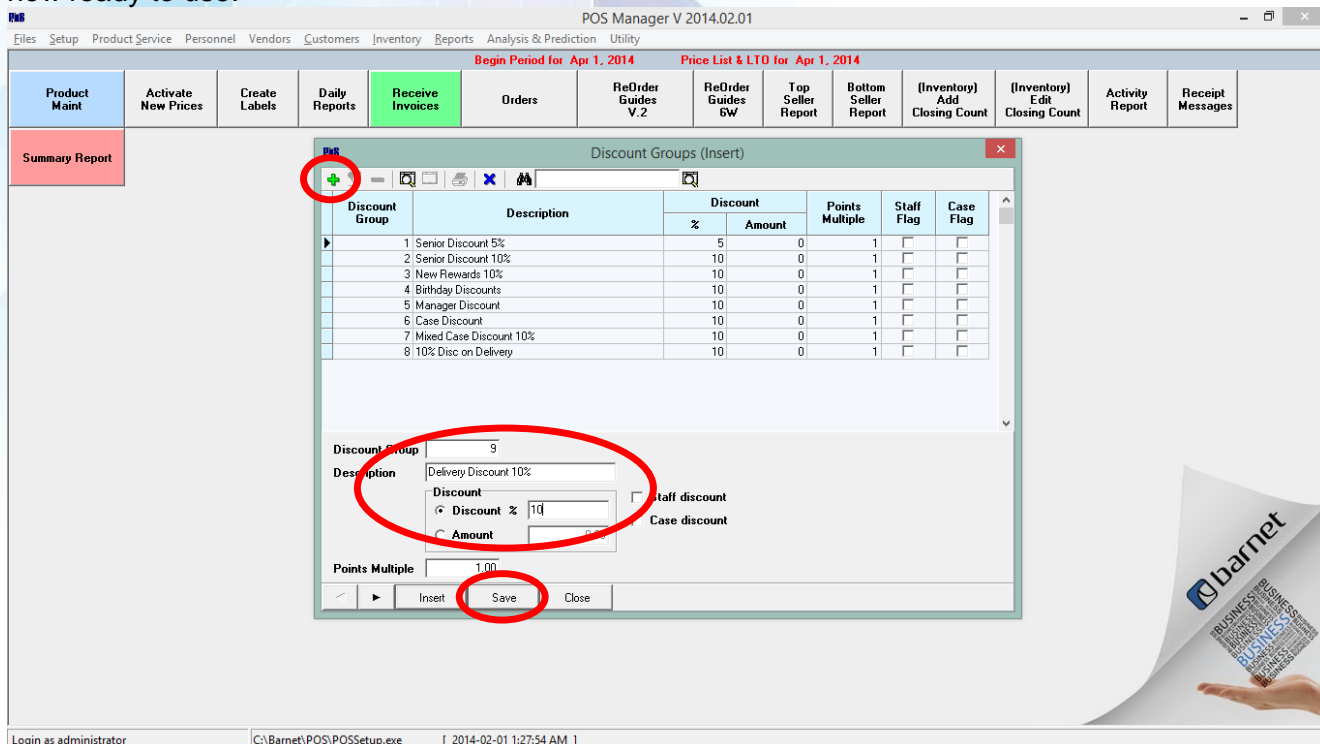 now ready to use.
PoS POS Manager V 2014.02.01
Files Setup Product Service Personnel Vendors Customers Inventory Reports Analysis & Prediction Utility
Begin Period for Apr 1, 2014 Price List & LTO for Apr 1, 2014
Product Maint
Activate New Prices
Create Labels
Daily Reports
Receive Invoices
Orders
ReOrder Guides V.2
ReOrder Guides 6W
Top Seller Report
Bottom Seller Report
(Inventory) Add Closing Count
(Inventory) Edit Closing Count
Activity Report
Receipt Messages
Summary Report
PoS Discount Groups (Insert)
Discount Group Description Discount % Amount Points Multiple Staff Flag Case Flag
1 Senior Discount 5% 5 0 1
2 Senior Discount 10% 10 0 1
3 New Rewards 10% 10 0 1
4 Birthday Discounts 10 0 1
5 Manager Discount 10 0 1
6 Case Discount 10 0 1
7 Mixed Case Discount 10% 10 0 1
8 10% Disc on Delivery 10 0 1
Discount Group 9
Description Delivery Discount 10%
Discount
Discount % 10
Staff discount
Case discount
Amount
Points Multiple 1.00
Insert Save Close
barnet
BUSINESS
Login as administrator C:\Barnet\POS\POSSetup.exe [ 2014-02-01 1:27:54 AM ]